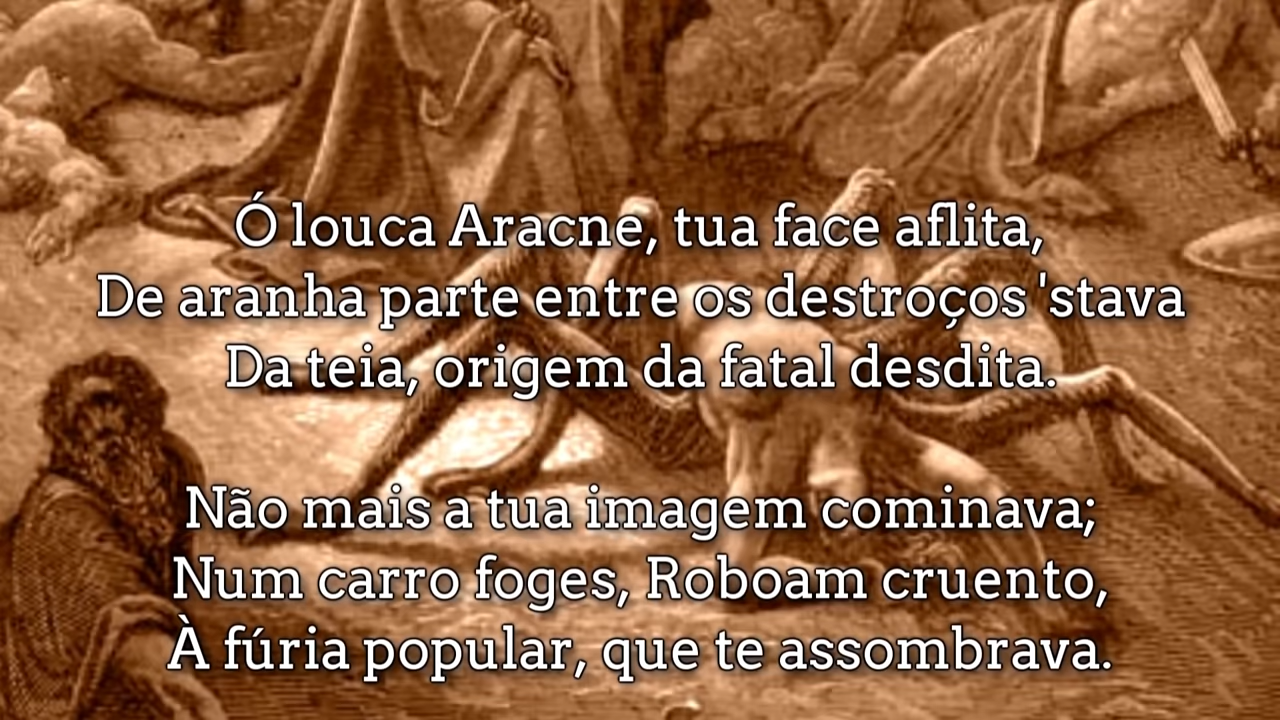 Ó louca Aracne, tua face aflita,
De aranha parte entre os destroços 'stava
Da teia, origem da fatal desdita.
Não mais a tua imagem cominava;
Num carro foges, Roboam cruento,
À fúria popular, que te assombrava.